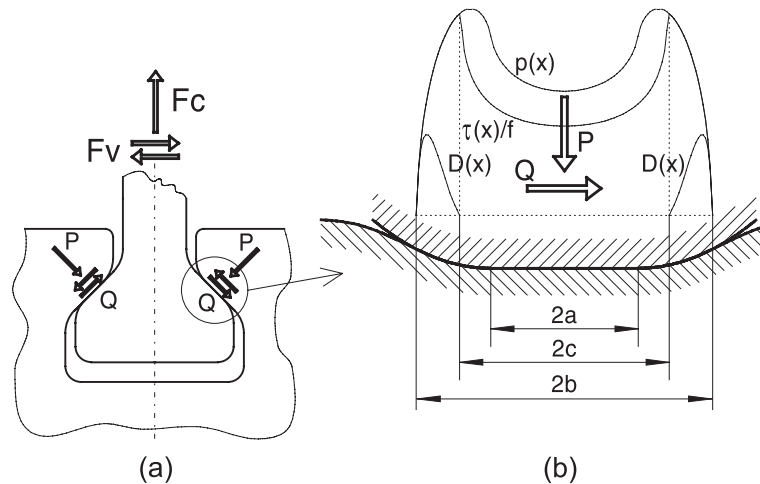 Fc
Fv
P
P
Q
Q
(a)
p(x)
τ(x)/f
P
D(x)
D(x)
Q
2a
2c
2b
(b)